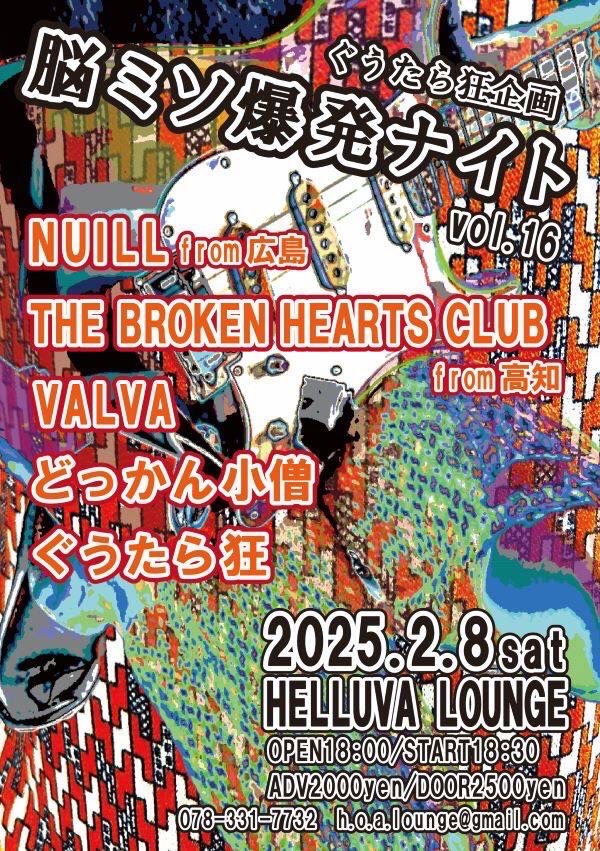 ぐうたら狂企画
脳ミソ爆発ナイト
vol.16
NUILL from 広島
THE BROKEN HEARTS CLUB
from 高知
VALVA
どっかん小僧
ぐうたら狂
2025.2.8 sat
HELLUVA LOUNGE
OPEN18:00/START18:30
ADV2000yen/DOOR2500yen
078-331-7732 h.o.a.lounge@gmail.com